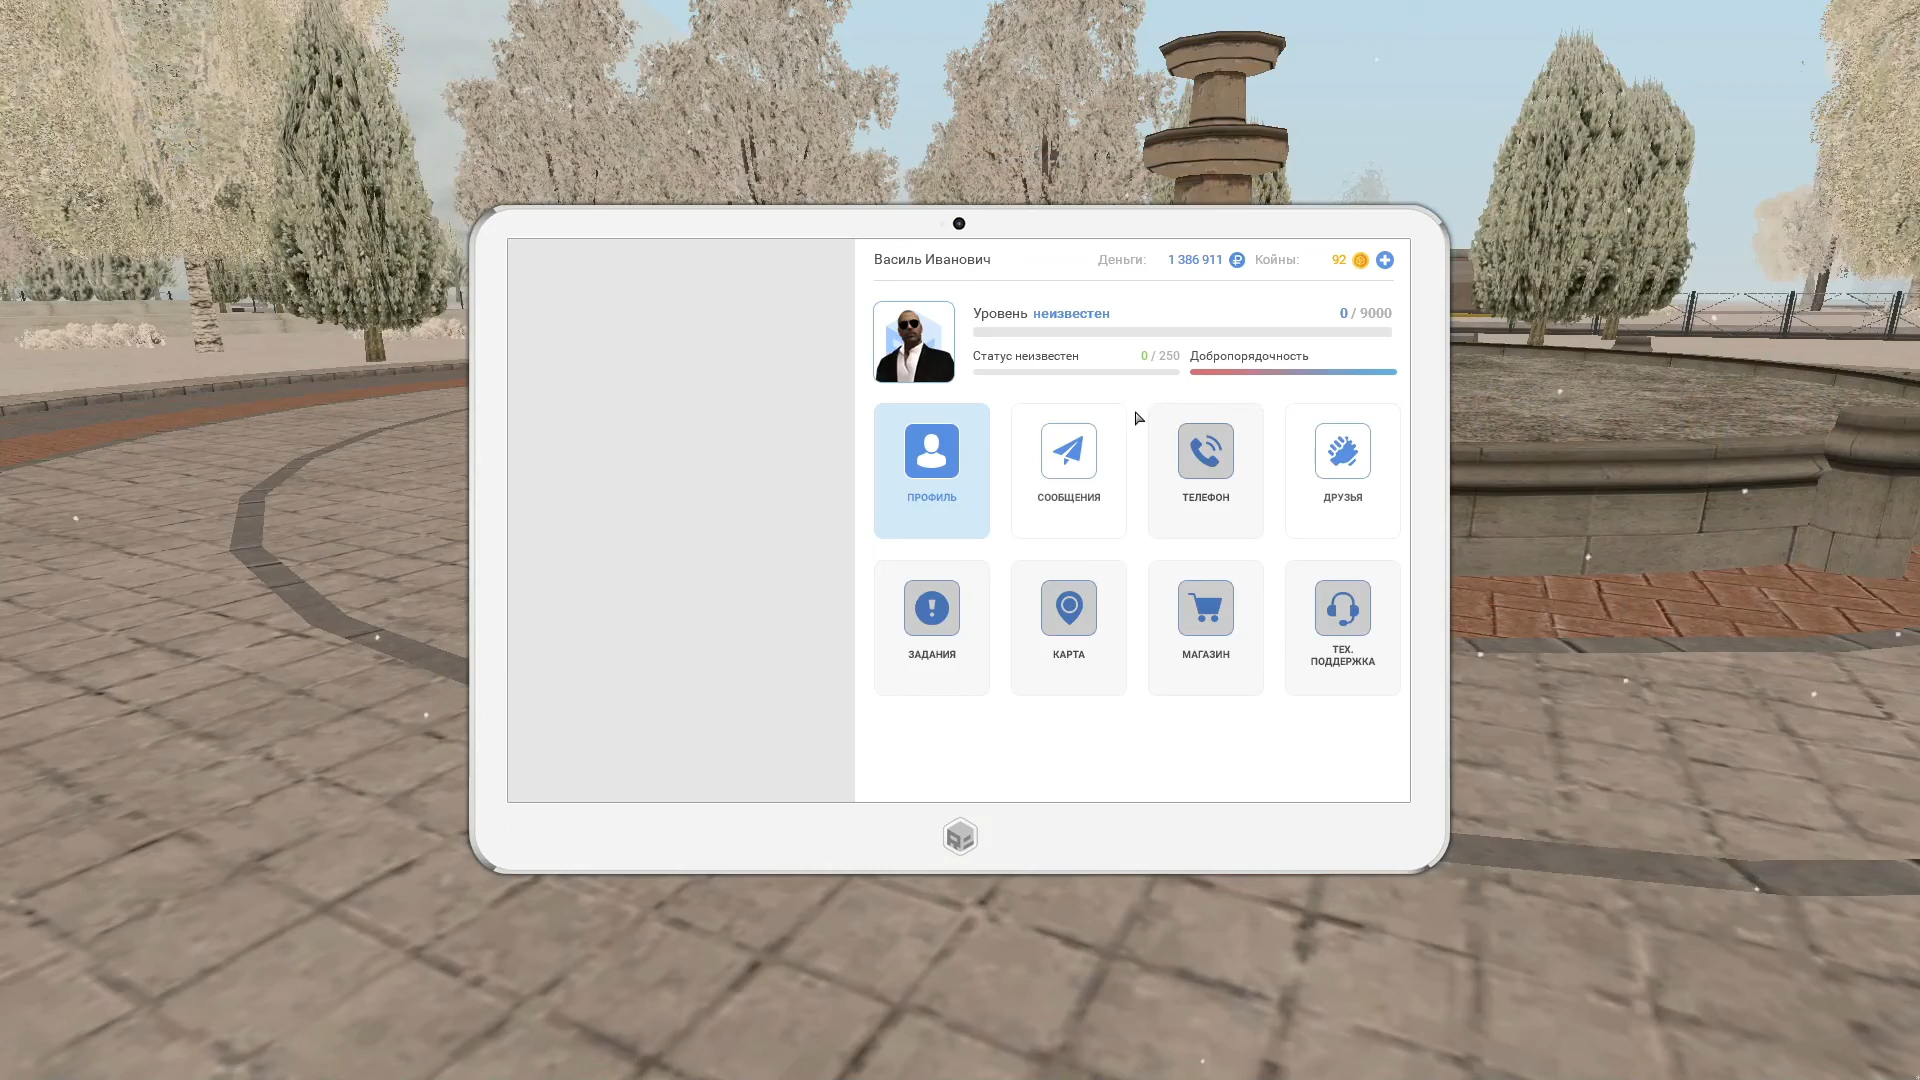 Василь Иванович
Деньги: 1 386 911 Койны: 92
Уровень неизвестен 0 / 9000
Статус неизвестен 0 / 250 Добропорядочность
ПРОФИЛЬ СООБЩЕНИЯ ТЕЛЕФОН ДРУЗЬЯ
ЗАДАНИЯ КАРТА МАГАЗИН ТЕХ.
ПОДДЕРЖКА